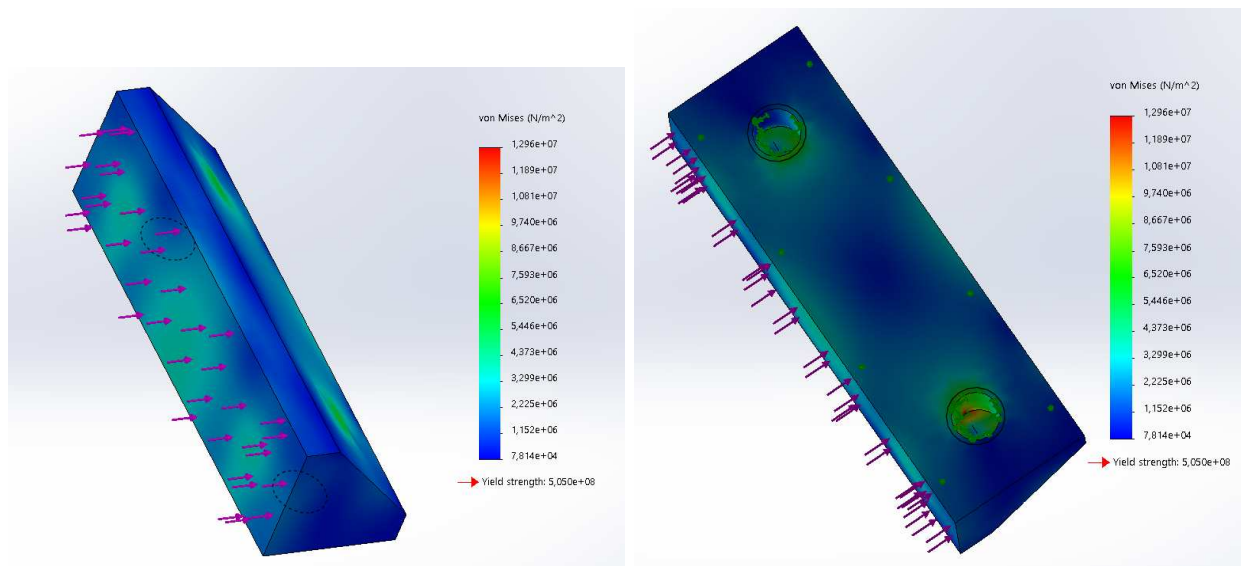 von Mises (N/m^2)
1,296e+07
1,189e+07
1,081e+07
9,740e+06
8,667e+06
7,593e+06
6,520e+06
5,446e+06
4,373e+06
3,299e+06
2,225e+06
1,152e+06
7,814e+04
Yield strength: 5,050e+08
von Mises (N/m^2)
1,296e+07
1,189e+07
1,081e+07
9,740e+06
8,667e+06
7,593e+06
6,520e+06
5,446e+06
4,373e+06
3,299e+06
2,225e+06
1,152e+06
7,814e+04
Yield strength: 5,050e+08